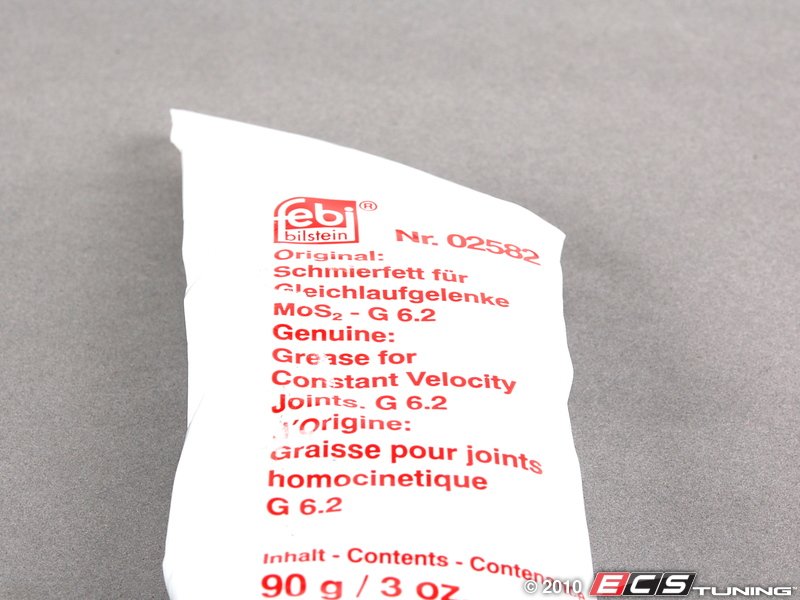 febi®
bilstein
Nr. 02582
Original:
Schmierfett für
Gleichlaufgelenke
MoS₂ - G 6.2
Genuine:
Grease for
Constant Velocity
Joints. G 6.2
D'Origine:
Graisse pour joints
homocinetique
G 6.2
Inhalt - Contents -
90 g / 3 oz.
© 2010 ECS TUNING